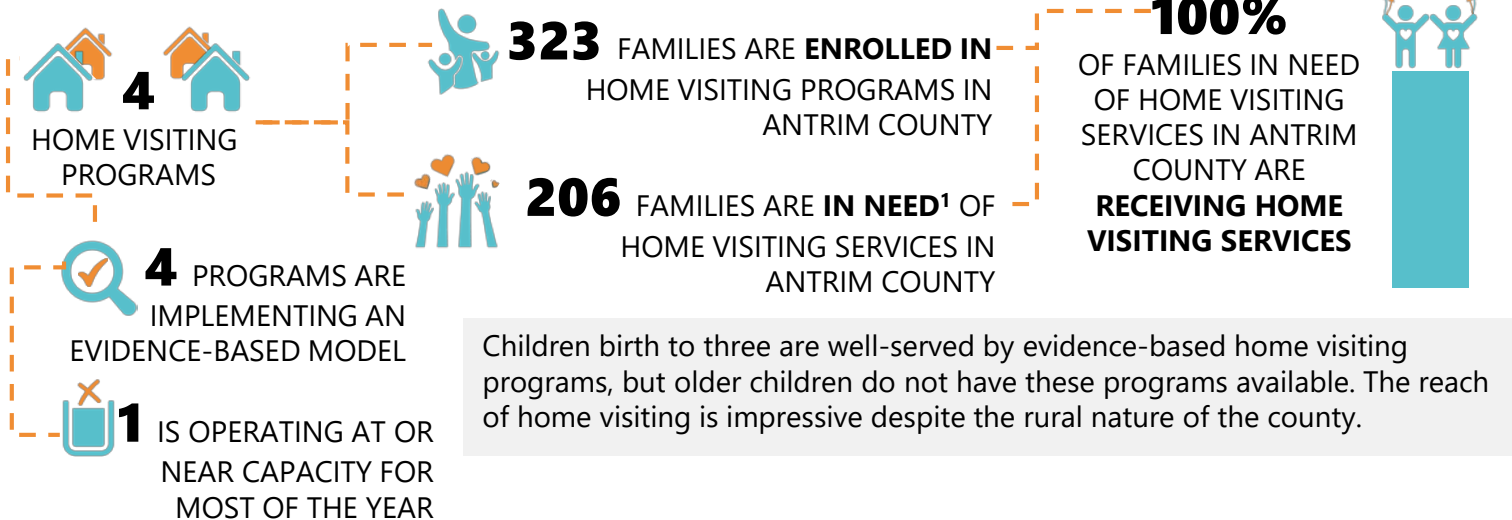 4
HOME VISITING
PROGRAMS
4 PROGRAMS ARE
IMPLEMENTING AN
EVIDENCE-BASED MODEL
1 IS OPERATING AT OR
NEAR CAPACITY FOR
MOST OF THE YEAR
323 FAMILIES ARE ENROLLED IN
HOME VISITING PROGRAMS IN
ANTRIM COUNTY
206 FAMILIES ARE IN NEED¹ OF
HOME VISITING SERVICES IN
ANTRIM COUNTY
100%
OF FAMILIES IN NEED
OF HOME VISITING
SERVICES IN ANTRIM
COUNTY ARE
RECEIVING HOME
VISITING SERVICES
Children birth to three are well-served by evidence-based home visiting
programs, but older children do not have these programs available. The reach
of home visiting is impressive despite the rural nature of the county.